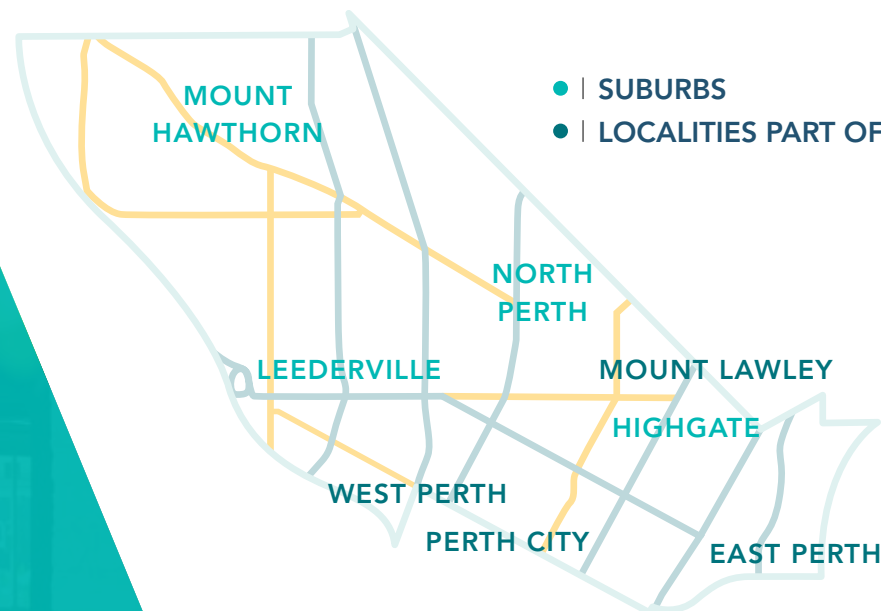 MOUNT
HAWTHORN
| SUBURBS
| LOCALITIES PART OF
NORTH
PERTH
LEEDERVILLE
MOUNT LAWLEY
HIGHGATE
WEST PERTH
PERTH CITY
EAST PERTH